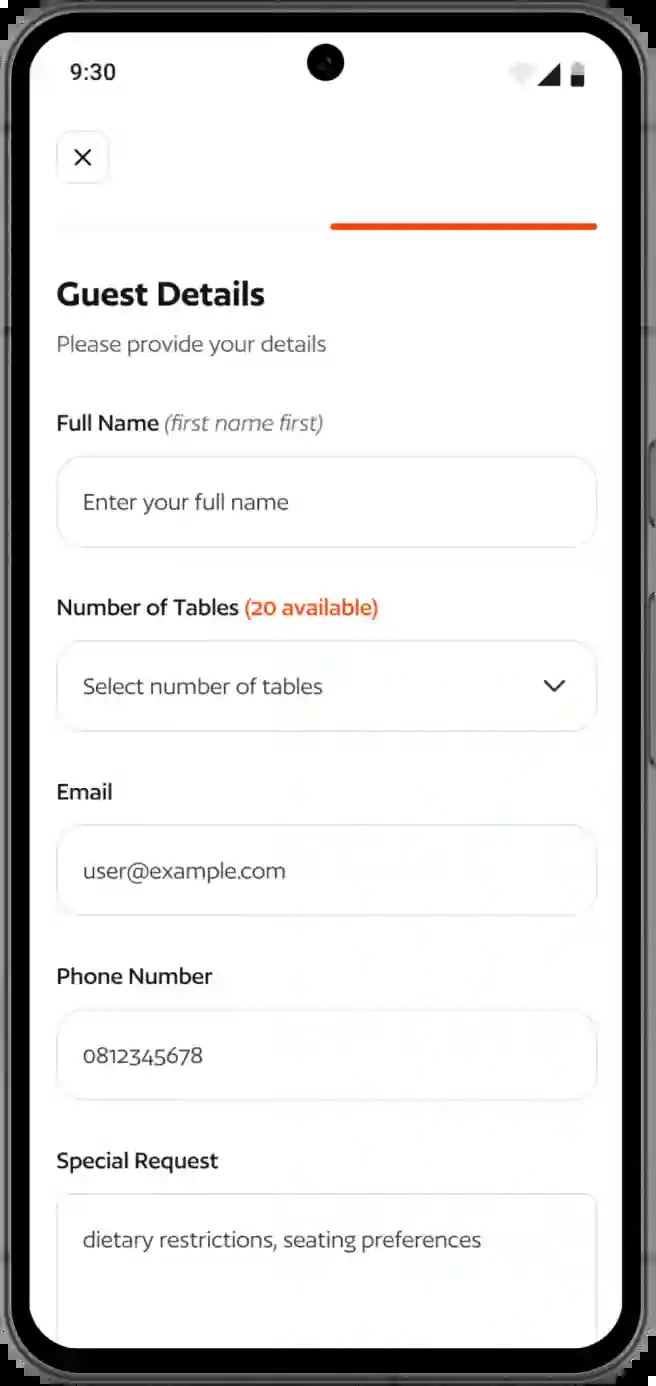 9:30
Guest Details
Please provide your details
Full Name (first name first)
Enter your full name
Number of Tables (20 available)
Select number of tables
Email
user@example.com
Phone Number
0812345678
Special Request
dietary restrictions, seating preferences